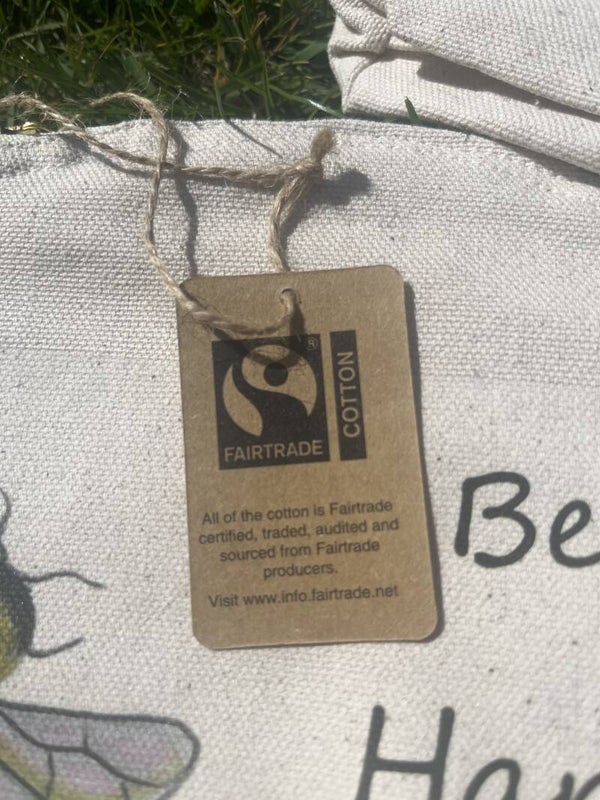 FAIRTRADE
COTTON
All of the cotton is Fairtrade
certified, traded, audited and
sourced from Fairtrade
producers.
Visit www.info.fairtrade.net
Be